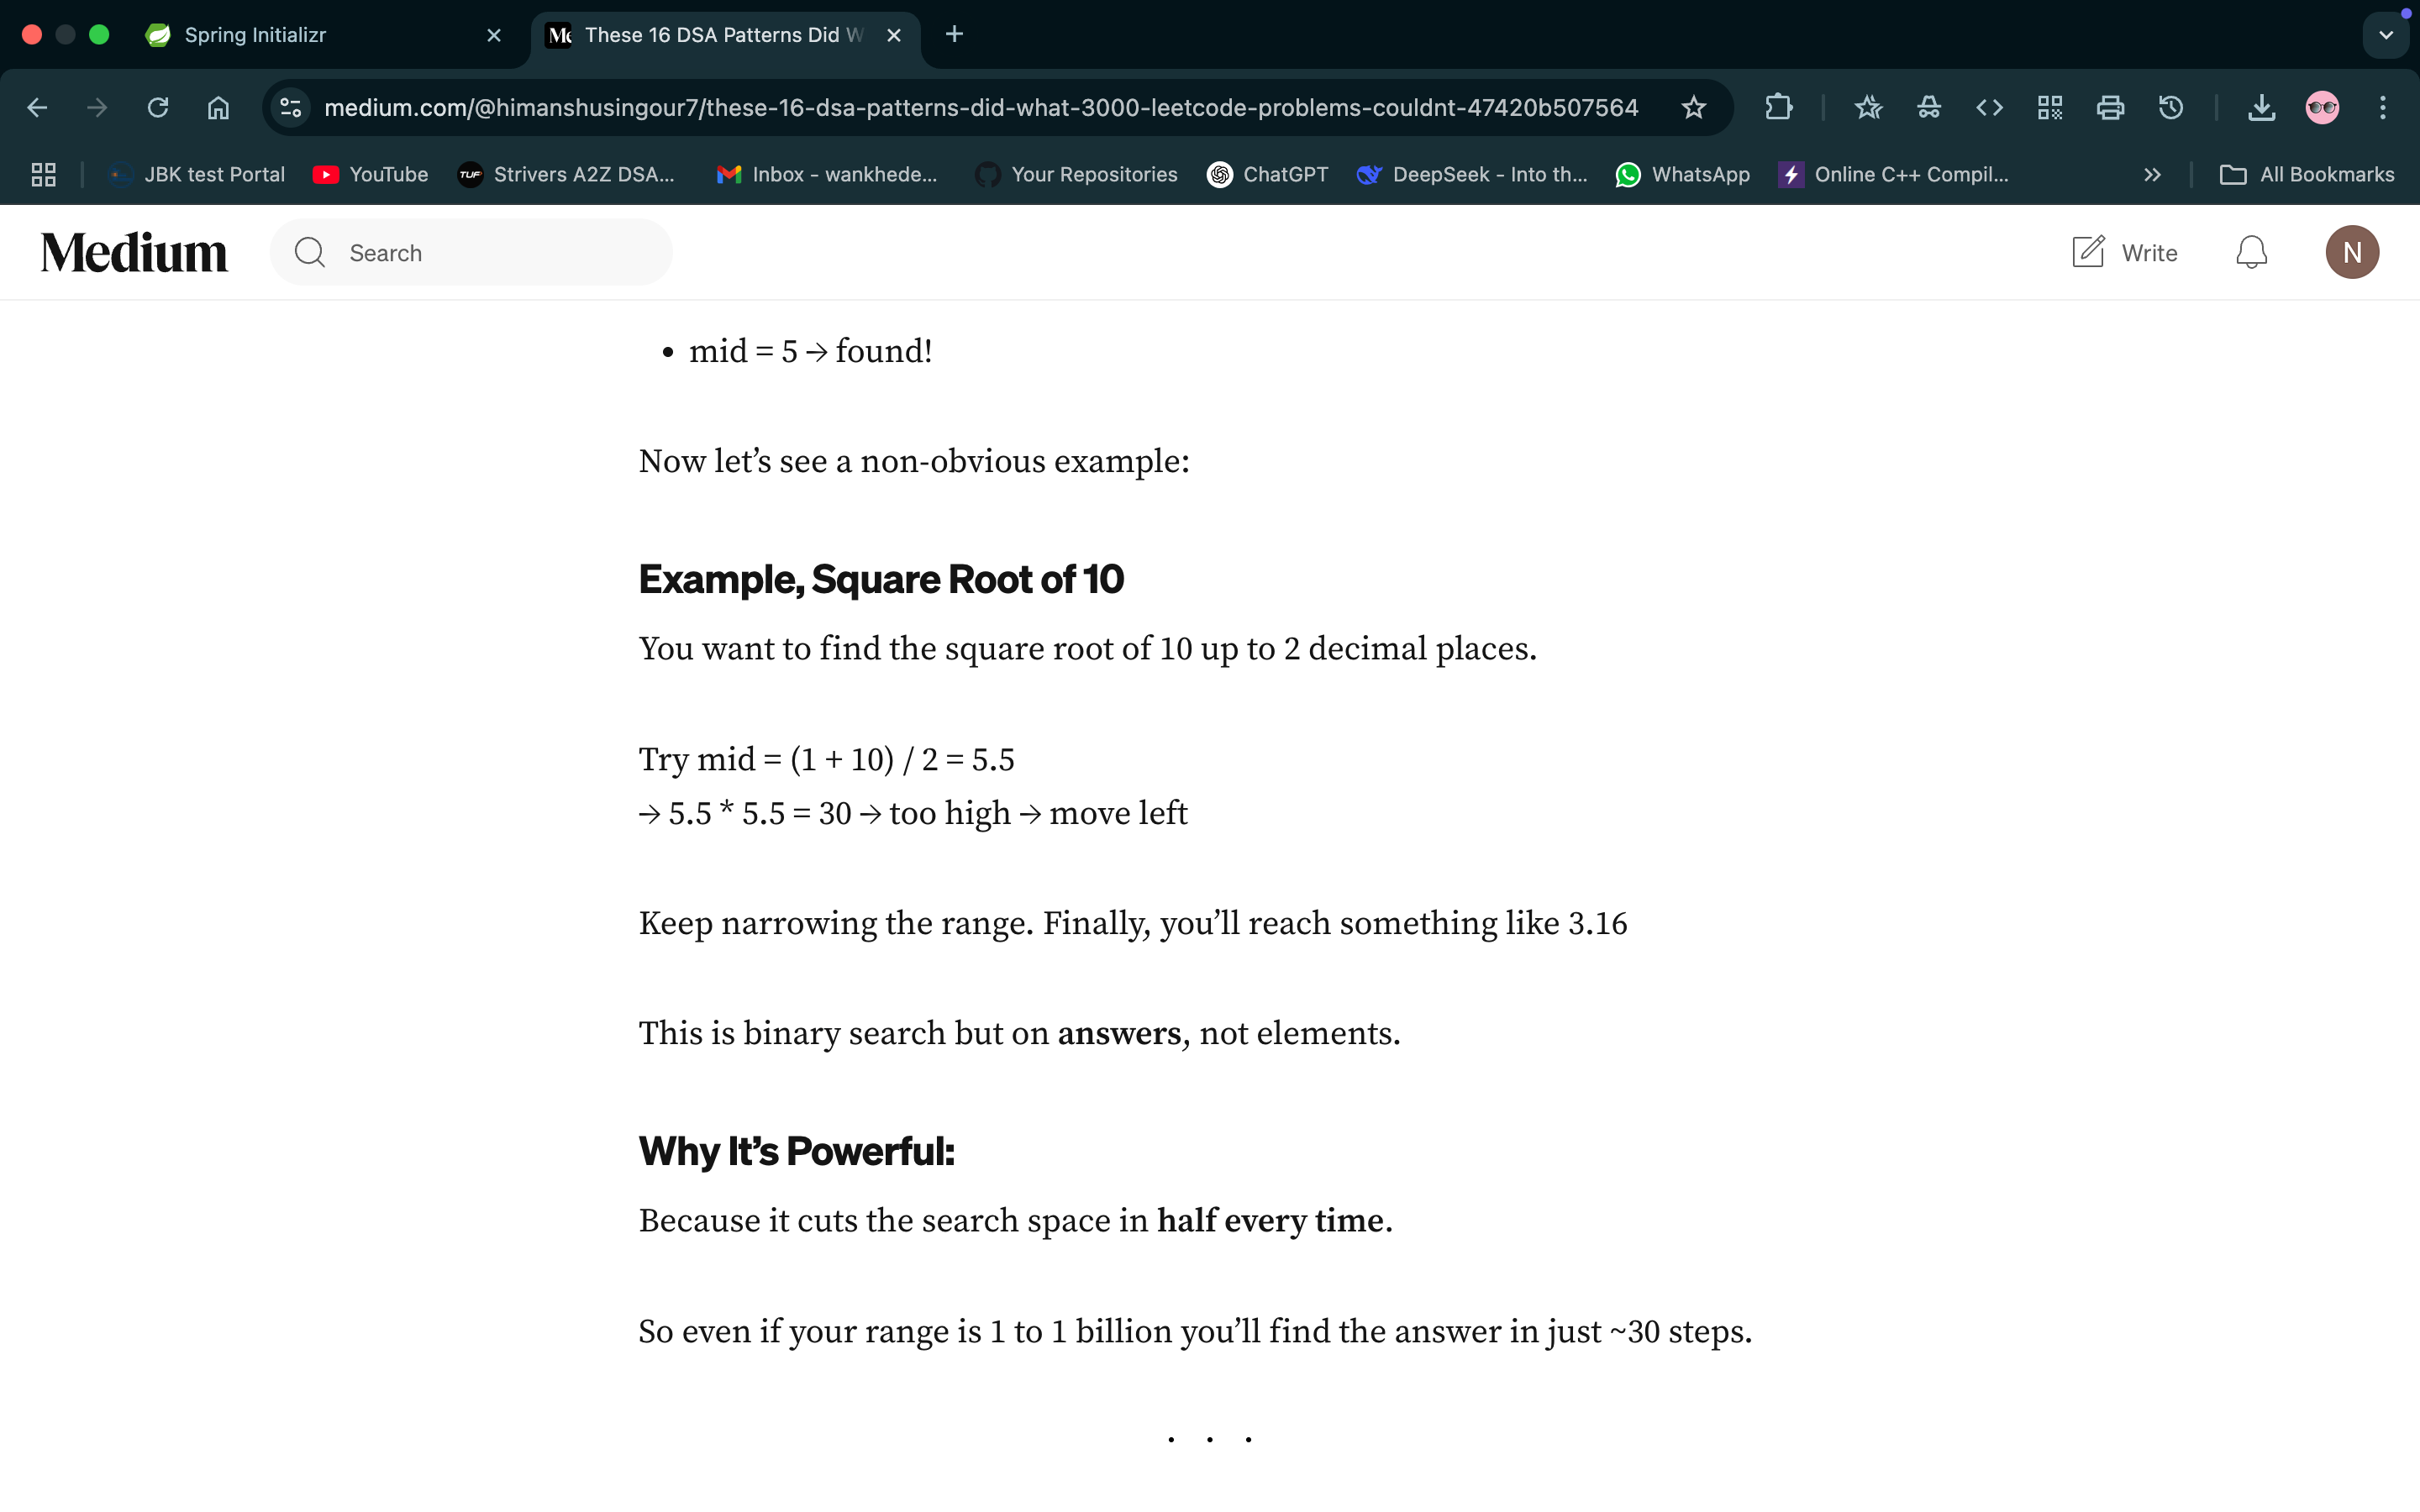 Spring Initializr
These 16 DSA Patterns Did W
medium.com/@himanshusingour7/these-16-dsa-patterns-did-what-3000-leetcode-problems-couldnt-47420b507564
JBK test Portal
YouTube
TUF Strivers A2Z DSA...
Inbox - wankhede...
Your Repositories
ChatGPT
DeepSeek - Into th...
WhatsApp
Online C++ Compil...
All Bookmarks
Medium
Search
Write
N
• mid = 5 → found!
Now let’s see a non-obvious example:
Example, Square Root of 10
You want to find the square root of 10 up to 2 decimal places.
Try mid = (1 + 10) / 2 = 5.5
→ 5.5 * 5.5 = 30 → too high → move left
Keep narrowing the range. Finally, you’ll reach something like 3.16
This is binary search but on answers, not elements.
Why It’s Powerful:
Because it cuts the search space in half every time.
So even if your range is 1 to 1 billion you’ll find the answer in just ~30 steps.
. . .